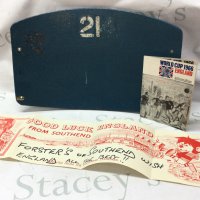 21
WORLD CUP 1966
ENGLAND
GOOD LUCK ENGLAND
FROM SOUTHEND
FORSTER'S OF SOUTHEND WISH
ENGLAND ALL THE BEST !!
Stacey's